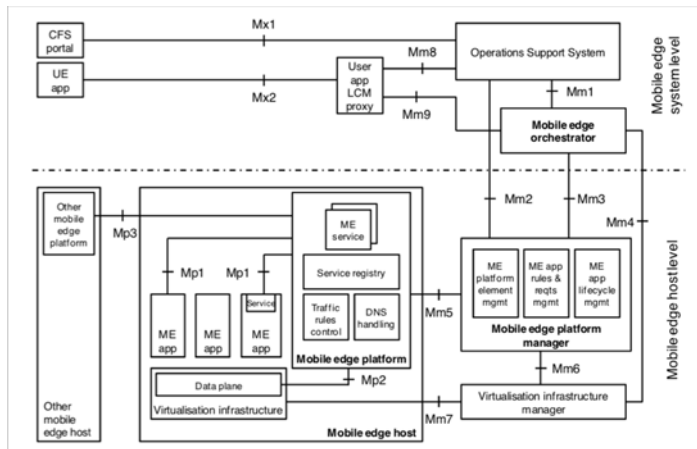 CFS
portal
Mx1
UE
app
Mx2
User
app
LCM
proxy
Mm8
Mm9
Operations Support System
Mm1
Mobile edge
orchestrator
Mobile edge
system level
Other
mobile
edge
platform
Mp3
Other
mobile
edge host
ME
service
Service registry
Traffic
rules
control
DNS
handling
Mobile edge platform
Mp1
Mp1
ME
app
ME
app
Service
ME
app
Mp2
Data plane
Virtualisation infrastructure
Mobile edge host
Mm2
Mm3
Mm4
Mm5
ME
platform
element
mgmt
ME app
rules &
reqts
mgmt
ME
app
lifecycle
mgmt
Mobile edge platform
manager
Mm6
Mm7
Virtualisation infrastructure
manager
Mobile edge host level